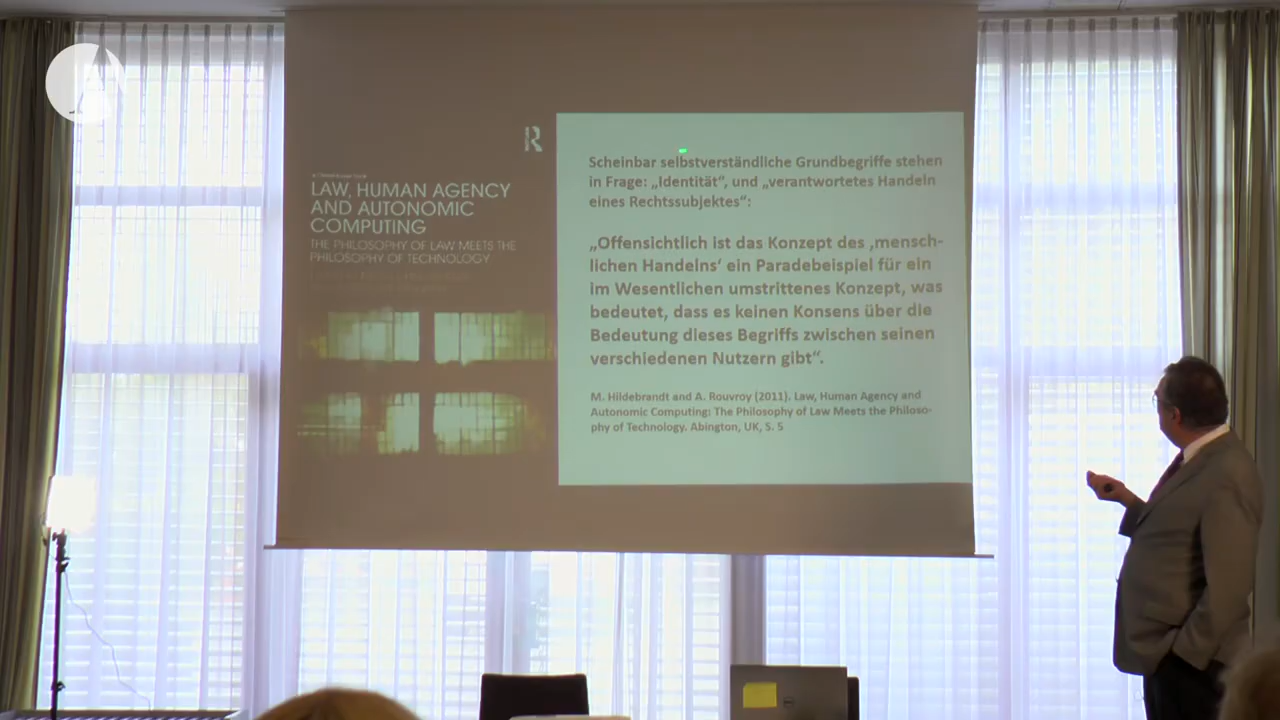 LAW, HUMAN AGENCY
AND AUTONOMIC
COMPUTING
THE PHILOSOPHY OF LAW MEETS THE
PHILOSOPHY OF TECHNOLOGY
R
Scheinbar selbstverständliche Grundbegriffe stehen
in Frage: „Identität“, und „verantwortetes Handeln
eines Rechtssubjektes“:
„Offensichtlich ist das Konzept des ‚mensch-
lichen Handelns‘ ein Paradebeispiel für ein
im Wesentlichen umstrittenes Konzept, was
bedeutet, dass es keinen Konsens über die
Bedeutung dieses Begriffs zwischen seinen
verschiedenen Nutzern gibt“.
M. Hildebrandt and A. Rouvroy (2011). Law, Human Agency and
Autonomic Computing: The Philosophy of Law Meets the Philoso-
phy of Technology. Abington, UK, S. 5